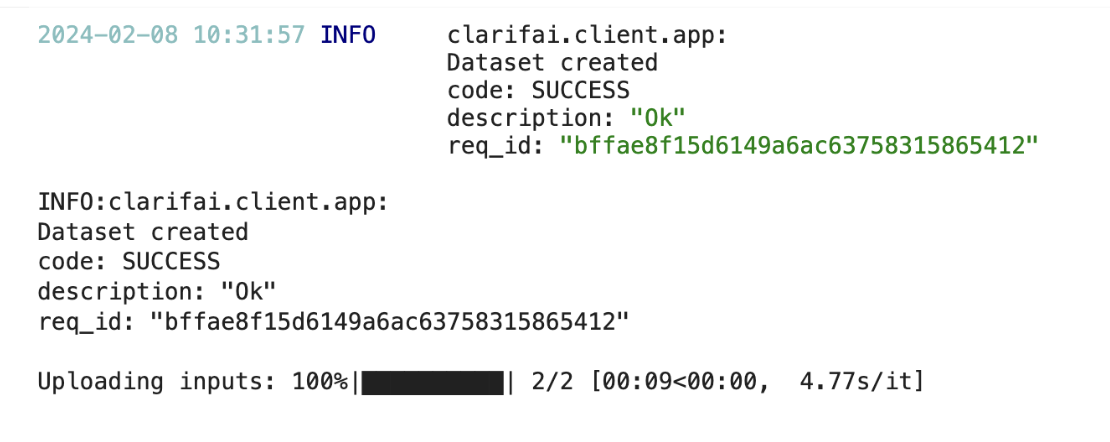 2024-02-08 10:31:57 INFO clarifai.client.app:
Dataset created
code: SUCCESS
description: "Ok"
req_id: "bffae8f15d6149a6ac63758315865412"
INFO:clarifai.client.app:
Dataset created
code: SUCCESS
description: "Ok"
req_id: "bffae8f15d6149a6ac63758315865412"
Uploading inputs: 100%|██████████| 2/2 [00:09<00:00, 4.77s/it]